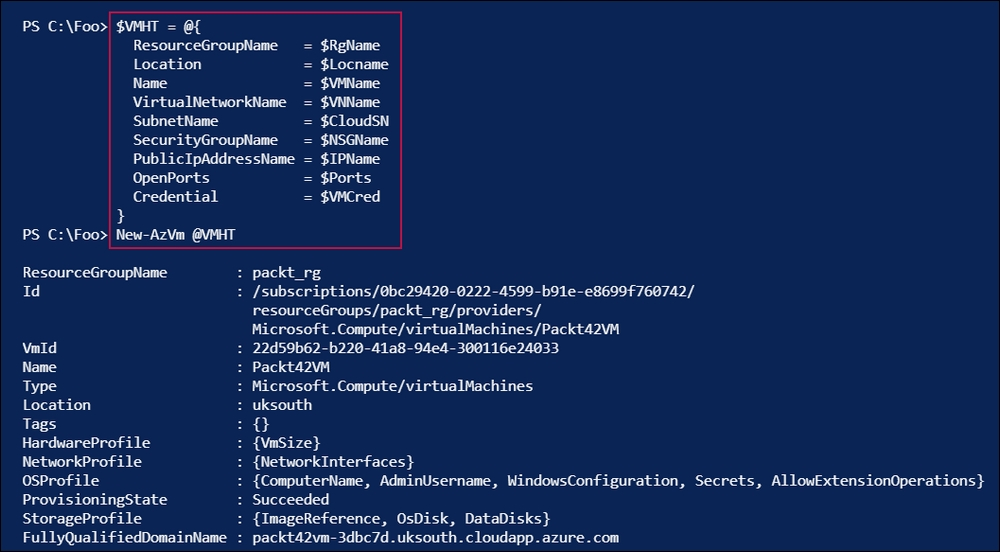 PS C:\Foo> $VMHT = @{
ResourceGroupName = $RgName
Location = $Locname
Name = $VMName
VirtualNetworkName = $VNName
SubnetName = $CloudSN
SecurityGroupName = $NSGName
PublicIpAddressName = $IPName
OpenPorts = $Ports
Credential = $VMCred
}
PS C:\Foo> New-AzVm @VMHT
ResourceGroupName : packt_rg
Id : /subscriptions/0bc29420-0222-4599-b91e-e8699f760742/
resourceGroups/packt_rg/providers/
Microsoft.Compute/virtualMachines/Packt42VM
VmId : 22d59b62-b220-41a8-94e4-300116e24033
Name : Packt42VM
Type : Microsoft.Compute/virtualMachines
Location : uksouth
Tags : {}
HardwareProfile : {VmSize}
NetworkProfile : {NetworkInterfaces}
OSProfile : {ComputerName, AdminUsername, WindowsConfiguration, Secrets, AllowExtensionOperations}
ProvisioningState : Succeeded
StorageProfile : {ImageReference, OsDisk, DataDisks}
FullyQualifiedDomainName : packt42vm-3dbc7d.uksouth.cloudapp.azure.com